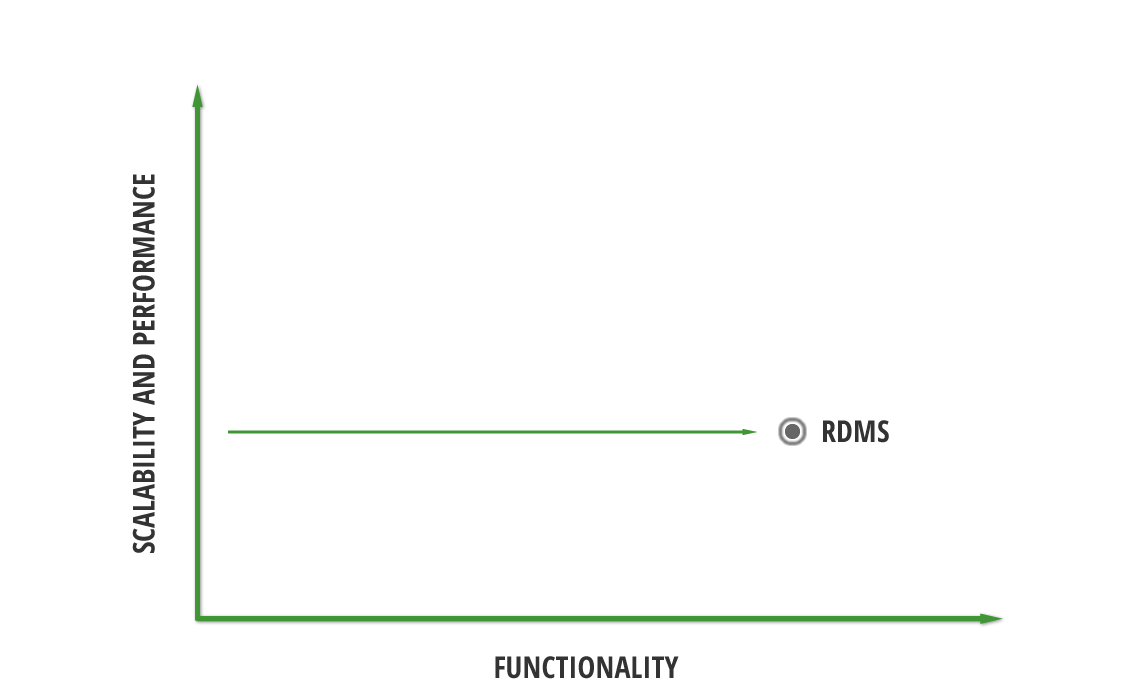 SCALABILITY AND PERFORMANCE
RDMS
FUNCTIONALITY